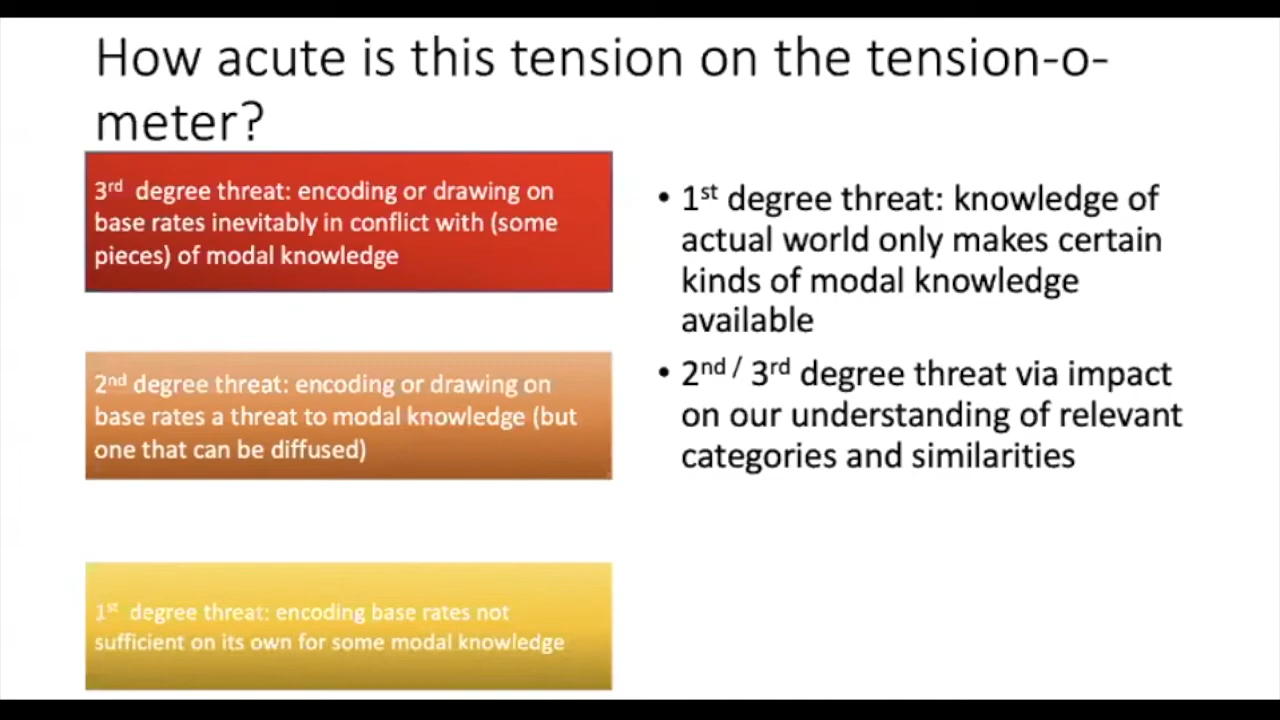 How acute is this tension on the tension-o-
meter?
3rd degree threat: encoding or drawing on
base rates inevitably in conflict with (some
pieces) of modal knowledge
2nd degree threat: encoding or drawing on
base rates a threat to modal knowledge (but
one that can be diffused)
1st degree threat: encoding base rates not
sufficient on its own for some modal knowledge
• 1st degree threat: knowledge of
actual world only makes certain
kinds of modal knowledge
available
• 2nd / 3rd degree threat via impact
on our understanding of relevant
categories and similarities